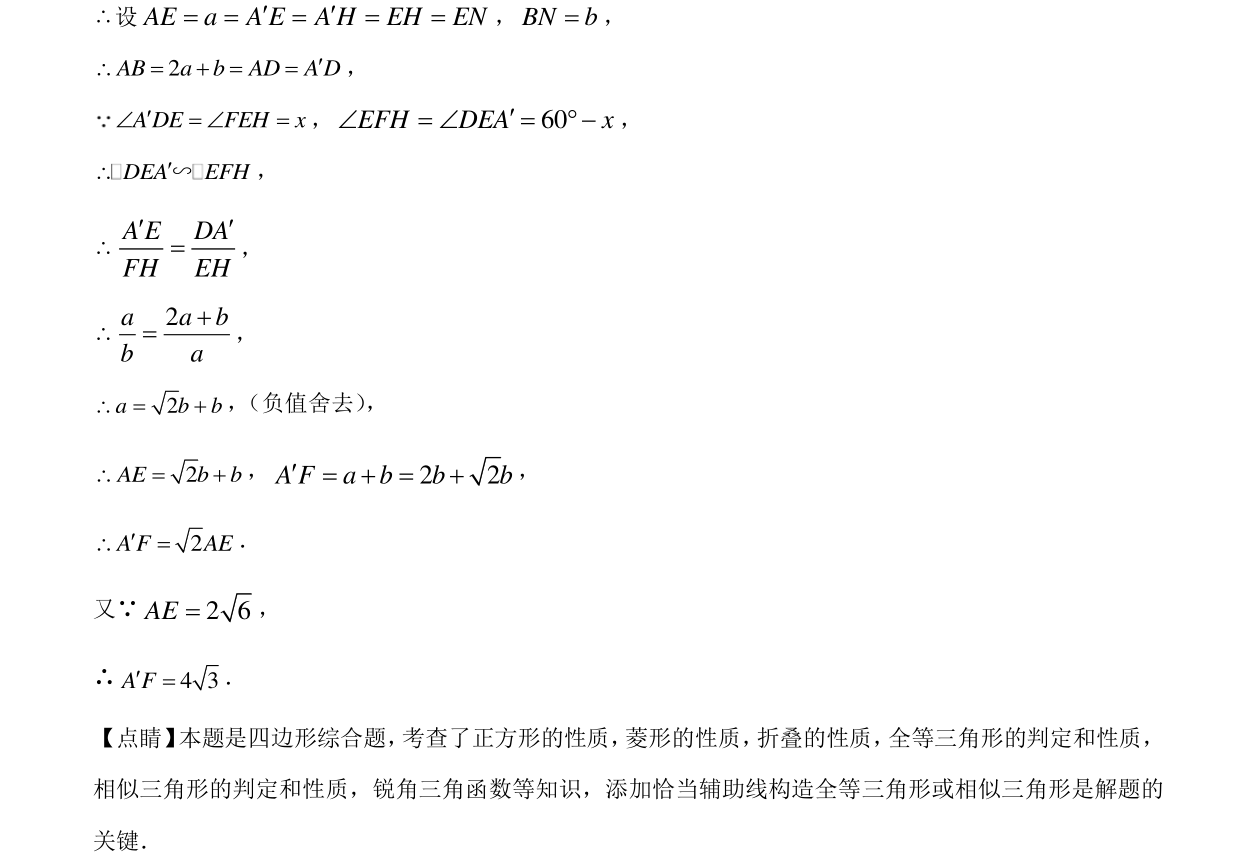 ∴设 AE = a = A′E = A′H = EH = EN ， BN = b ，
∴AB = 2a + b = AD = A′D ，
∵∠A′DE = ∠FEH = x ， ∠EFH = ∠DEA′ = 60° − x ，
∴□DEA′∽□EFH ，
∴ A′E/FH = DA′/EH ，
∴ a/b = (2a + b)/a ，
∴a = √2b + b ，（负值舍去），
∴AE = √2b + b ， A′F = a + b = 2b + √2b ，
∴A′F = √2AE ．
又∵ AE = 2√6 ，
∴ A′F = 4√3 ．
【点睛】本题是四边形综合题，考查了正方形的性质，菱形的性质，折叠的性质，全等三角形的判定和性质，
相似三角形的判定和性质，锐角三角函数等知识，添加恰当辅助线构造全等三角形或相似三角形是解题的
关键．